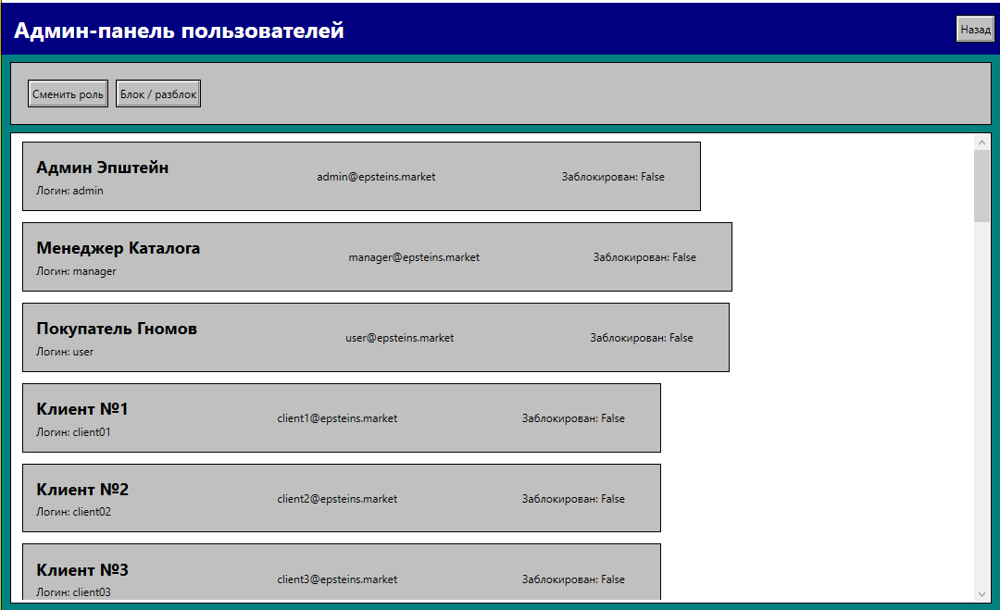 Админ-панель пользователей
Назад
Сменить роль
Блок / разблок
Админ Эпштейн
Логин: admin
admin@epsteins.market
Заблокирован: False
Менеджер Каталога
Логин: manager
manager@epsteins.market
Заблокирован: False
Покупатель Гномов
Логин: user
user@epsteins.market
Заблокирован: False
Клиент №1
Логин: client01
client1@epsteins.market
Заблокирован: False
Клиент №2
Логин: client02
client2@epsteins.market
Заблокирован: False
Клиент №3
Логин: client03
client3@epsteins.market
Заблокирован: False